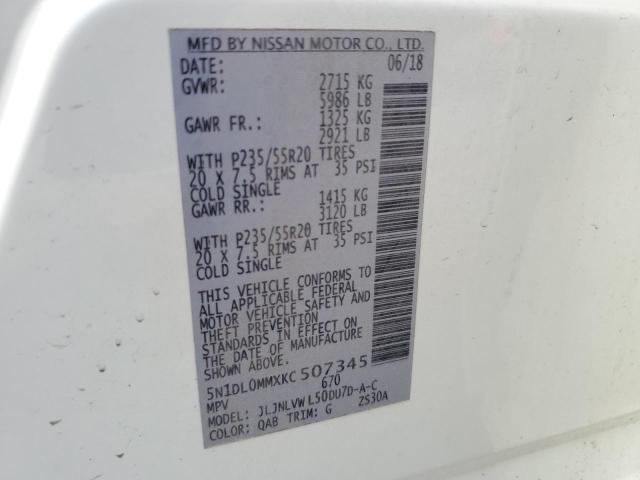 MFD BY NISSAN MOTOR CO., LTD.
DATE: 06/18
GVWR: 2715 KG
5986 LB
GAWR FR.: 1325 KG
2921 LB
WITH P235/55R20 TIRES
20 X 7.5 RIMS AT 35 PSI
COLD SINGLE
GAWR RR.: 1415 KG
3120 LB
WITH P235/55R20 TIRES
20 X 7.5 RIMS AT 35 PSI
COLD SINGLE
THIS VEHICLE CONFORMS TO
ALL APPLICABLE FEDERAL
MOTOR VEHICLE SAFETY AND
THEFT PREVENTION
STANDARDS IN EFFECT ON
THE DATE OF MANUFACTURE
SHOWN ABOVE.
5N1DL0MMXKC507345
MPV 670
MODEL: JLJNLVW L50DU7D-A-C
COLOR: QAB TRIM: G ZS30A